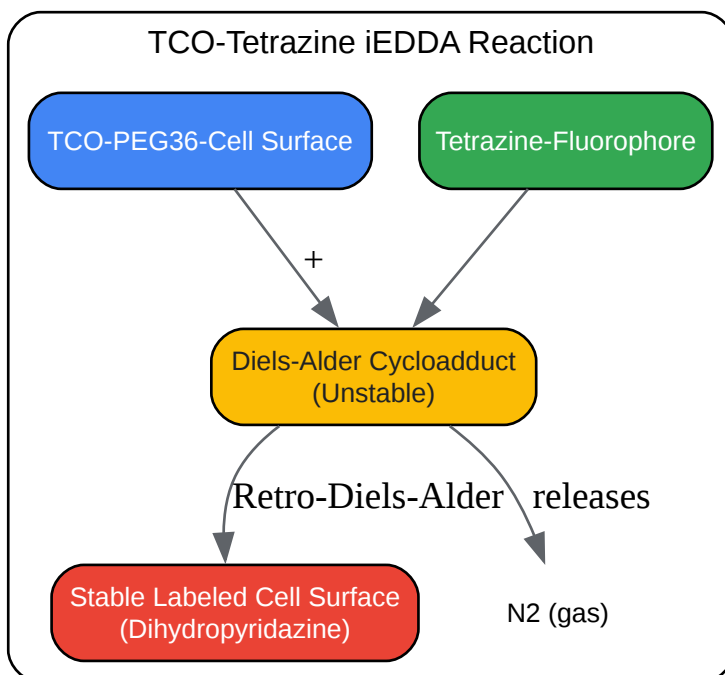 TCO-Tetrazine iEDDA Reaction
TCO-PEG36-Cell Surface
Tetrazine-Fluorophore
+
Diels-Alder Cycloadduct
(Unstable)
Retro-Diels-Alder
releases
Stable Labeled Cell Surface
(Dihydropyridazine)
N2 (gas)